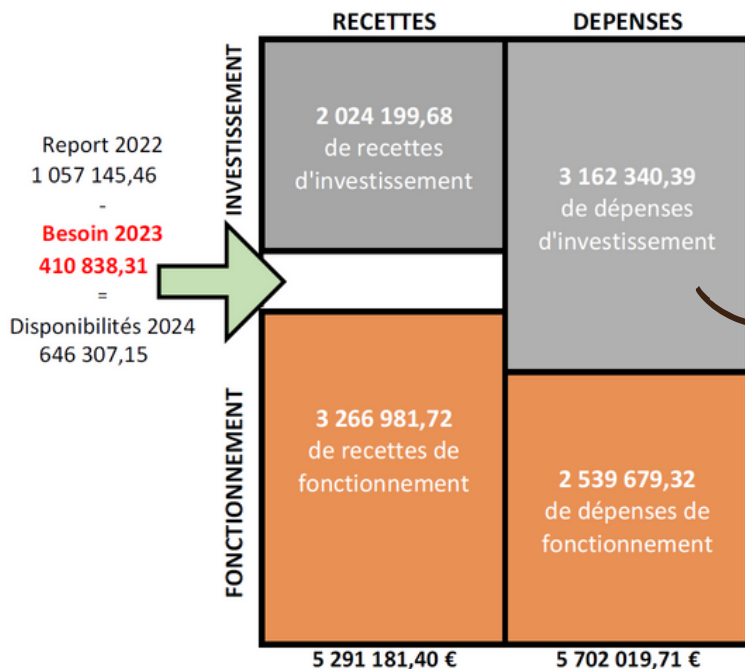 RECETTES
DEPENSES
INVESTISSEMENT
2 024 199,68
de recettes
d'investissement
3 162 340,39
de dépenses
d'investissement
Report 2022
1 057 145,46
-
Besoin 2023
410 838,31
=
Disponibilités 2024
646 307,15
FONCTIONNEMENT
3 266 981,72
de recettes de
fonctionnement
2 539 679,32
de dépenses de
fonctionnement
5 291 181,40 €
5 702 019,71 €